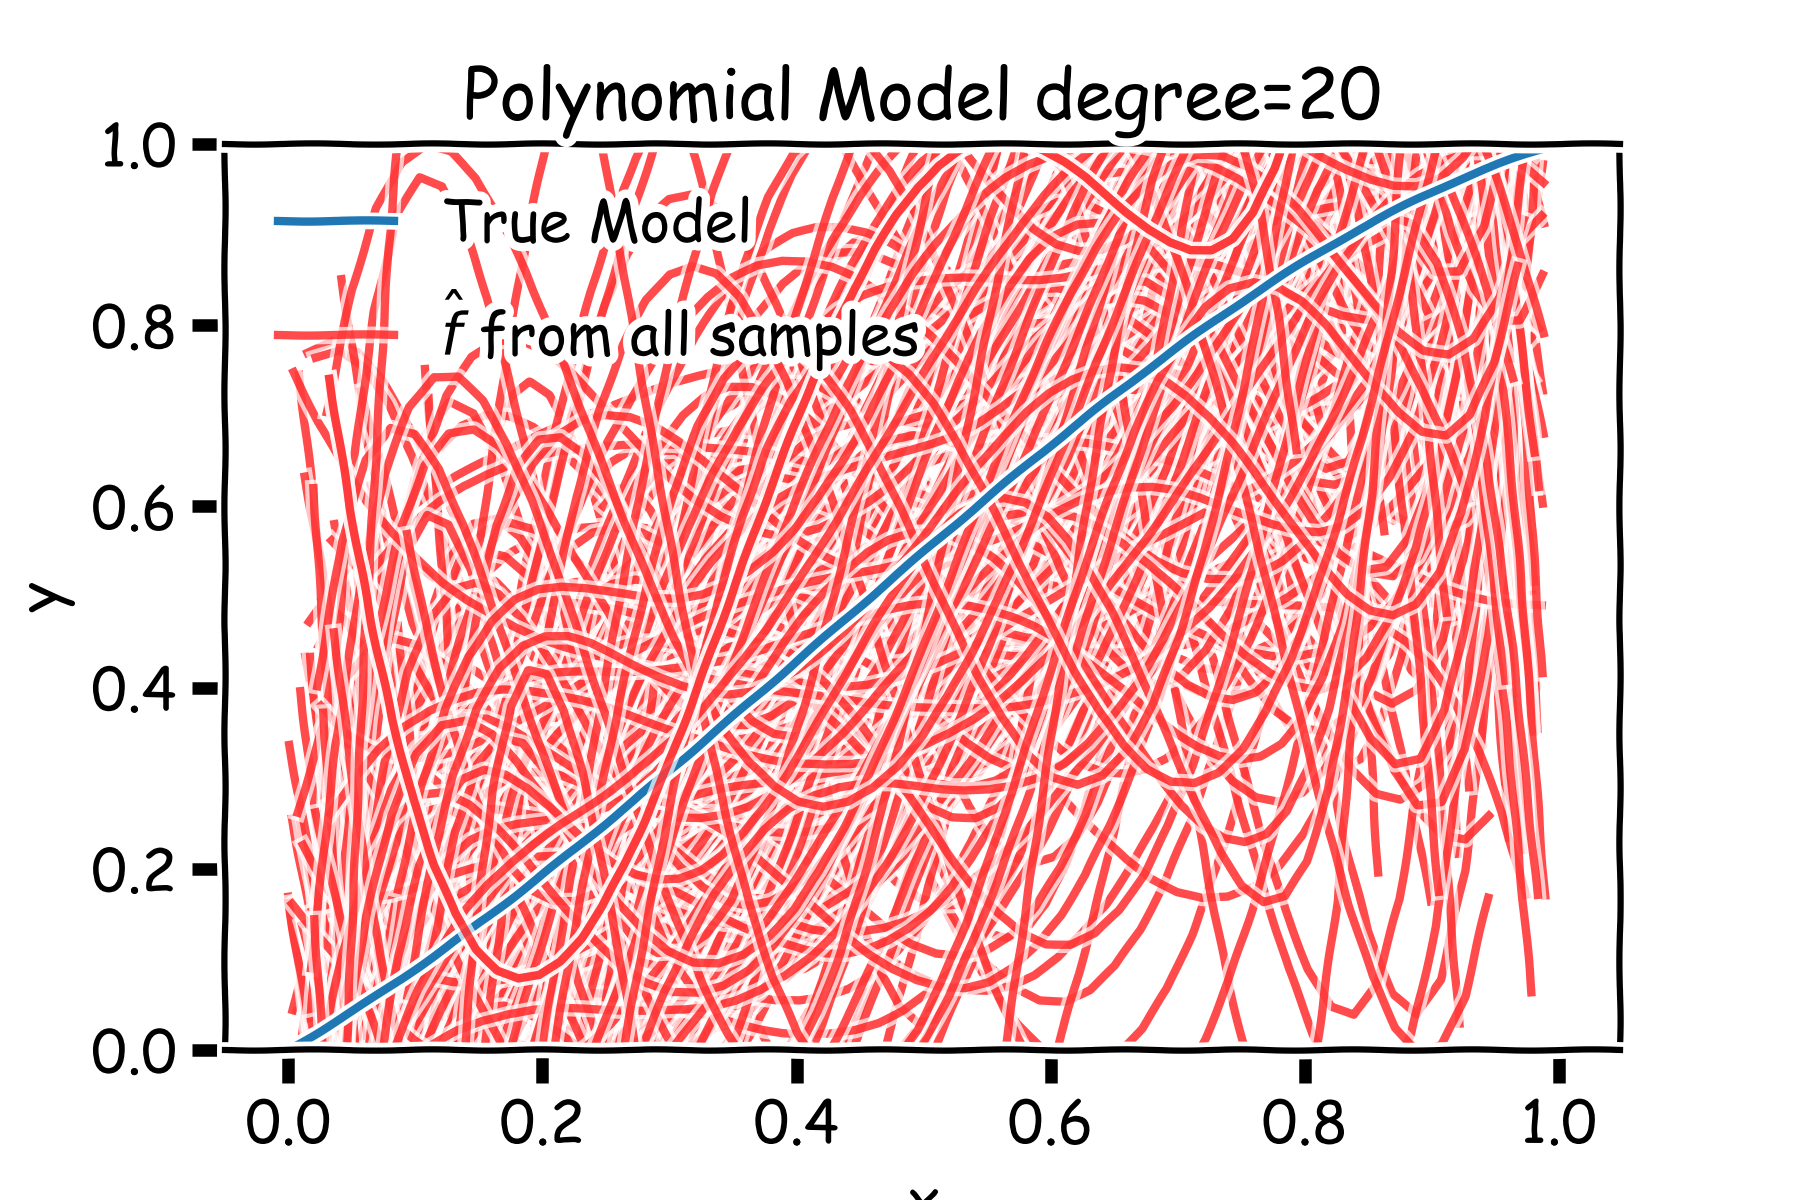 Polynomial Model degree=20
1.0
True Model
f̂ from all samples
0.8
0.6
y
0.4
0.2
0.0
0.0 0.2 0.4 0.6 0.8 1.0